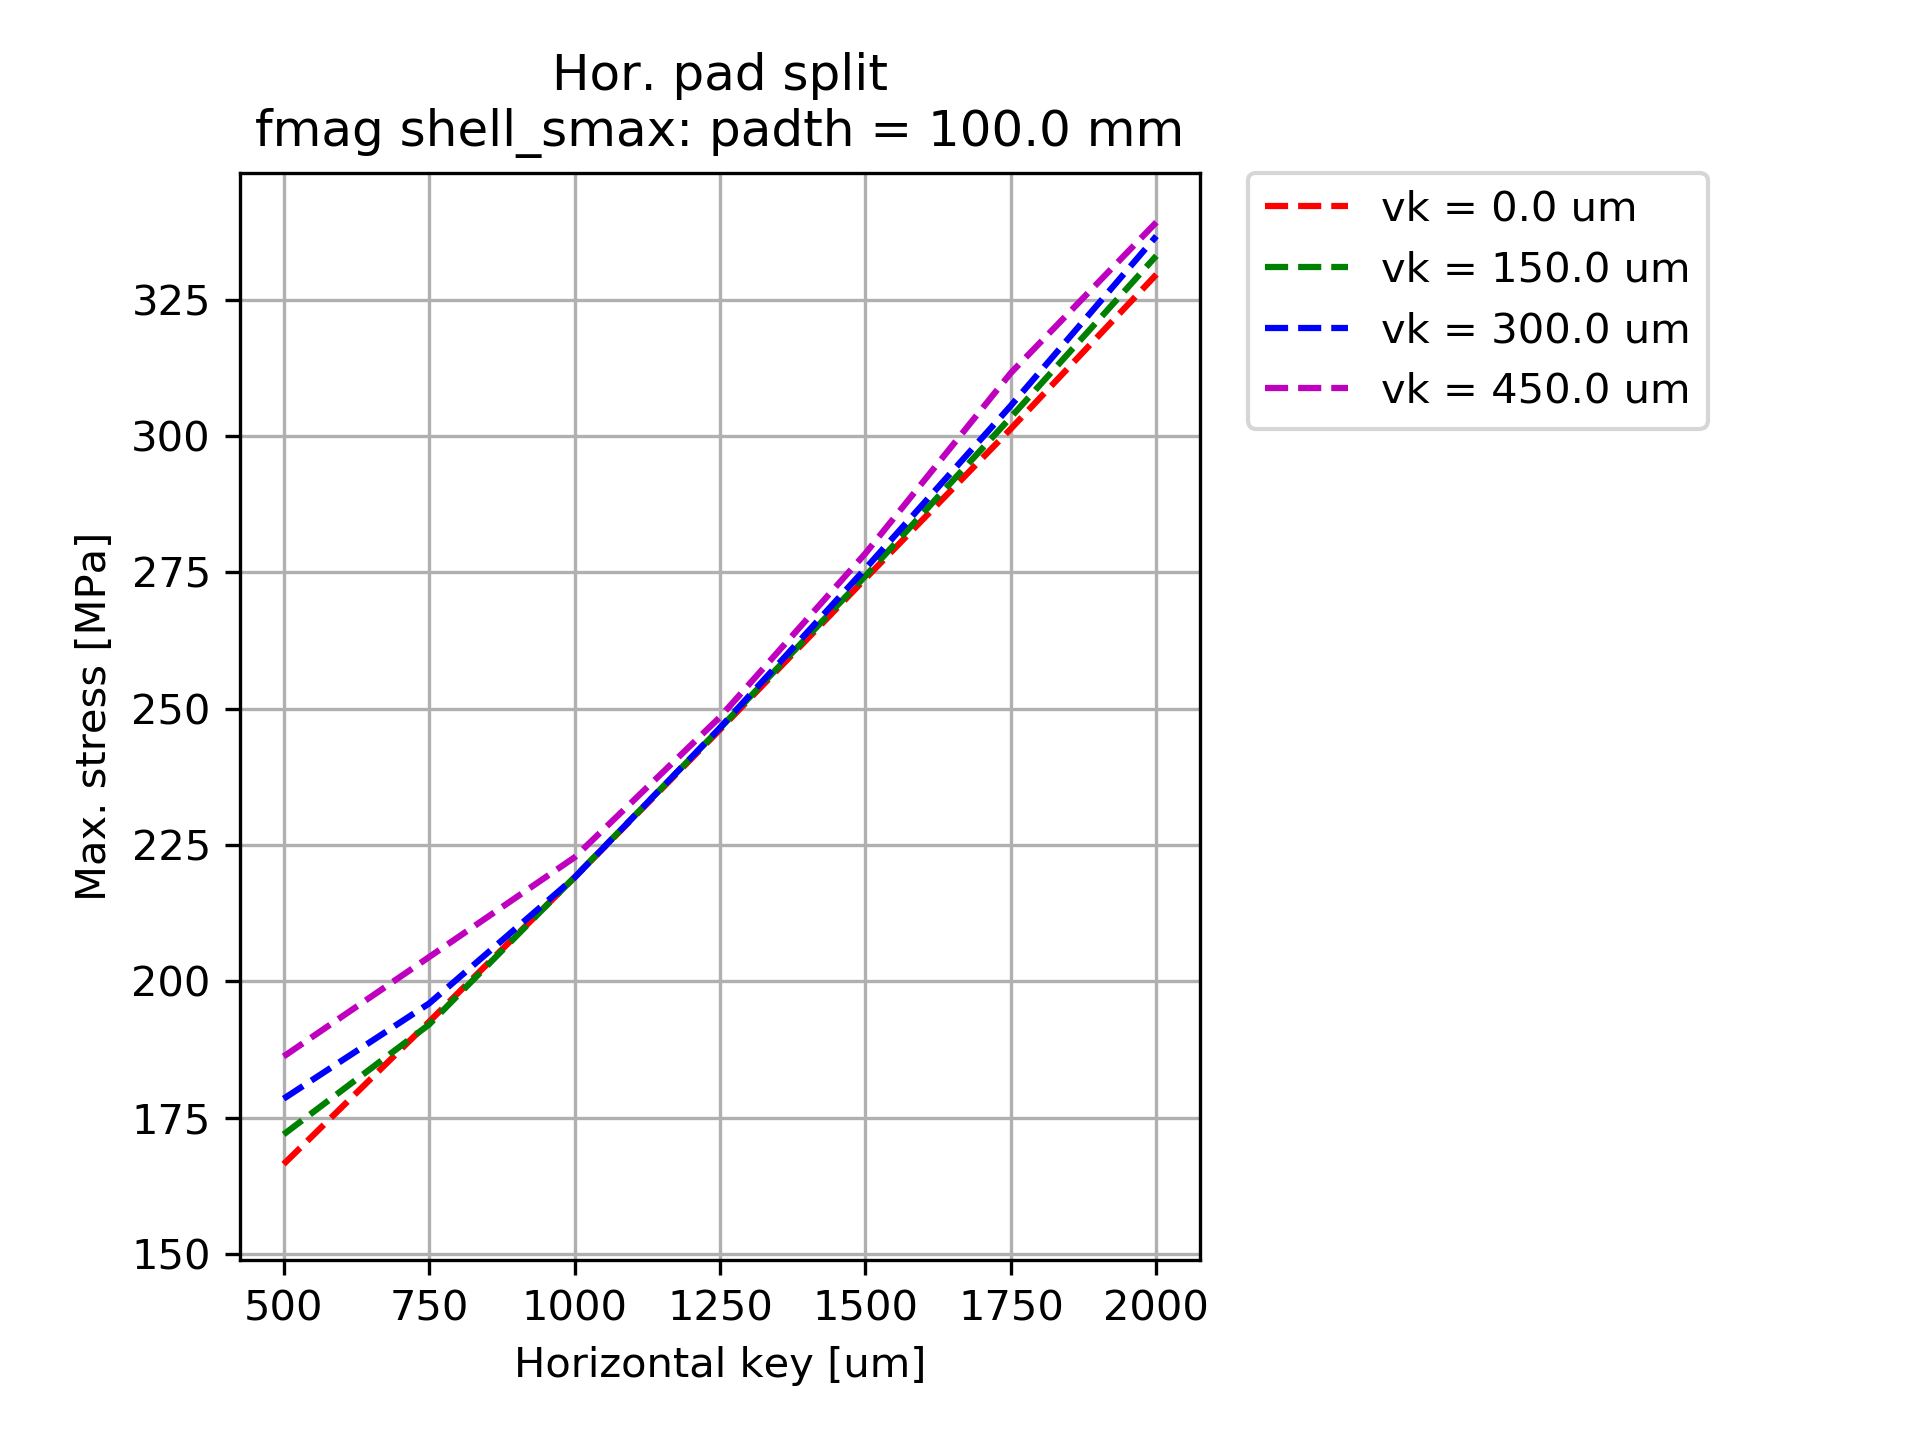 Hor. pad split
fmag shell_smax: padth = 100.0 mm
vk = 0.0 um
vk = 150.0 um
vk = 300.0 um
vk = 450.0 um
Max. stress [MPa]
325
300
275
250
225
200
175
150
500 750 1000 1250 1500 1750 2000
Horizontal key [um]